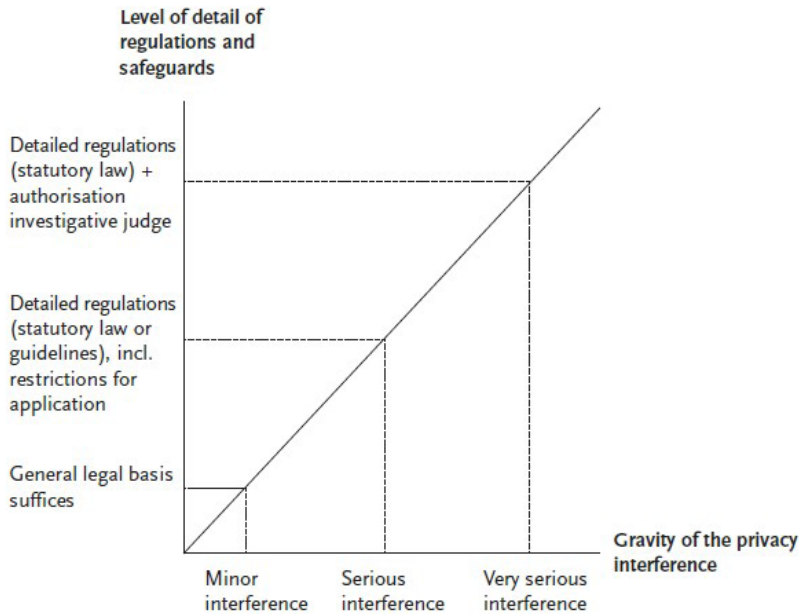 Level of detail of
regulations and
safeguards
Detailed regulations
(statutory law) +
authorisation
investigative judge
Detailed regulations
(statutory law or
guidelines), incl.
restrictions for
application
General legal basis
suffices
Gravity of the privacy
interference
Minor
interference
Serious
interference
Very serious
interference